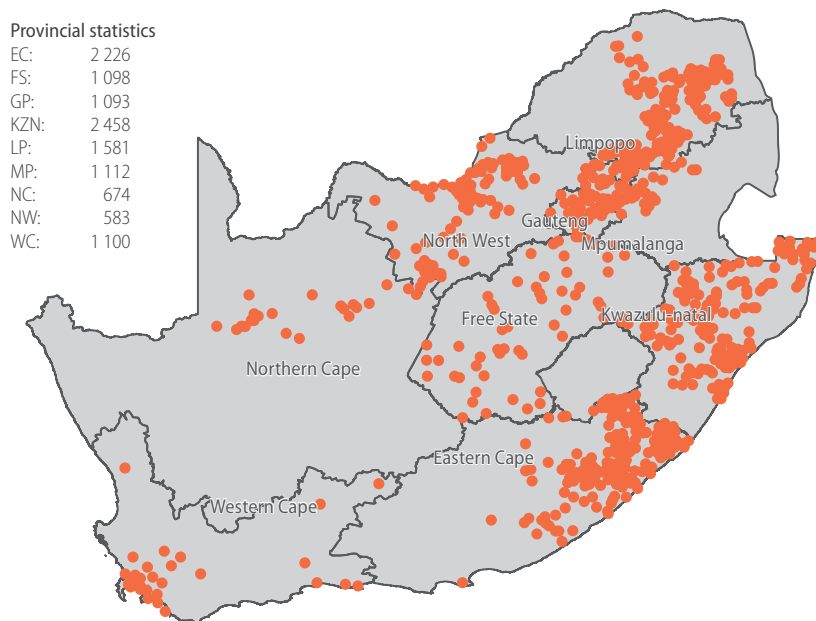 Provincial statistics
EC: 2 226
FS: 1 098
GP: 1 093
KZN: 2 458
LP: 1 581
MP: 1 112
NC: 674
NW: 583
WC: 1 100
Limpopo
Gauteng
North West
Mpumalanga
Free State
Kwazulu-natal
Northern Cape
Eastern Cape
Western Cape